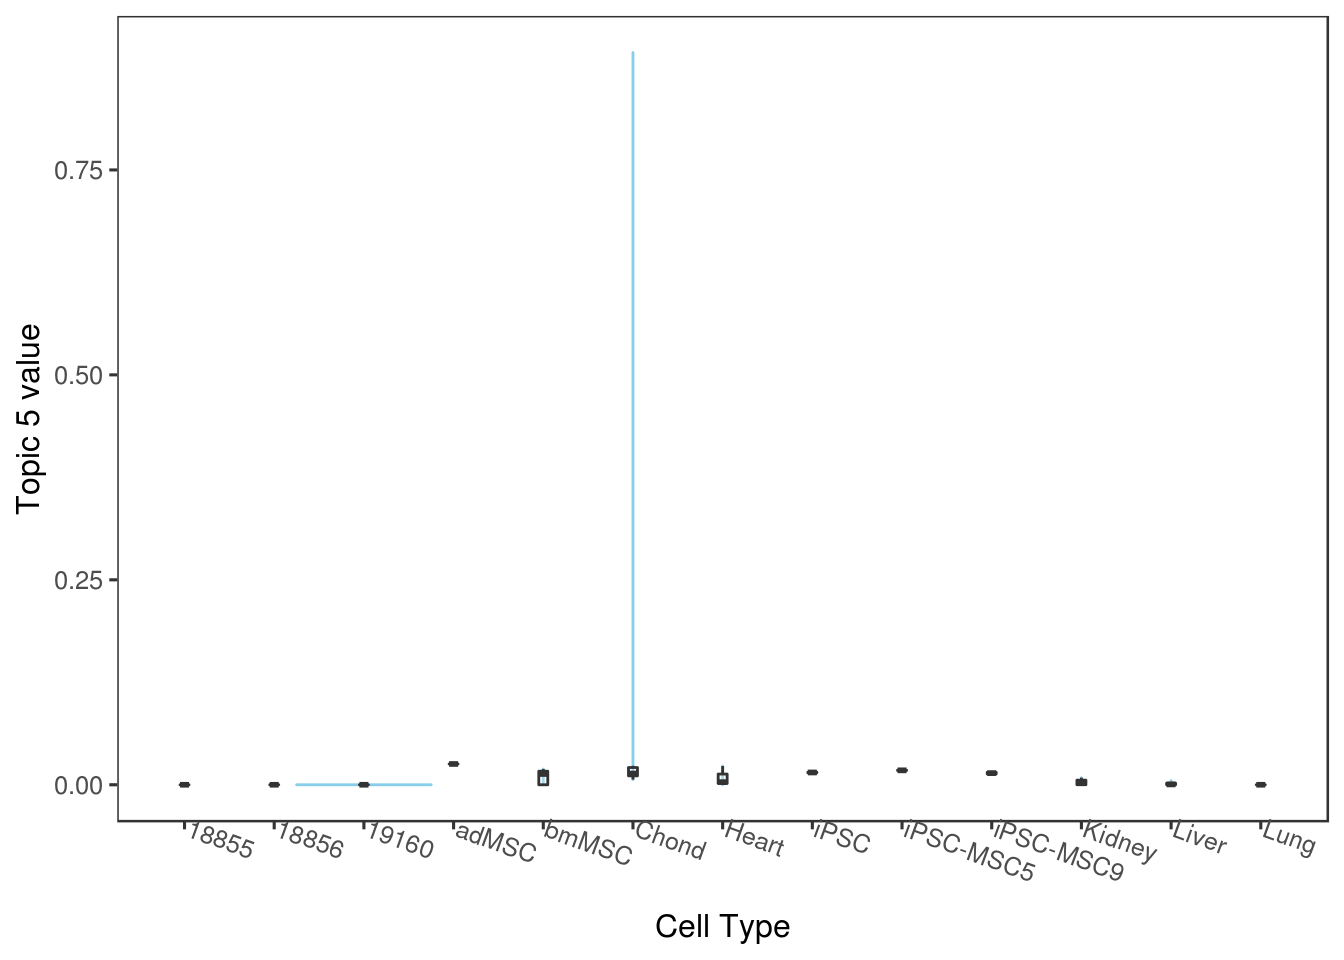 Topic 5 value
0.75
0.50
0.25
0.00
18855
18856
19160
adMSC
bmMSC
Chond
Heart
iPSC
iPSC-MSC5
iPSC-MSC9
Kidney
Liver
Lung
Cell Type